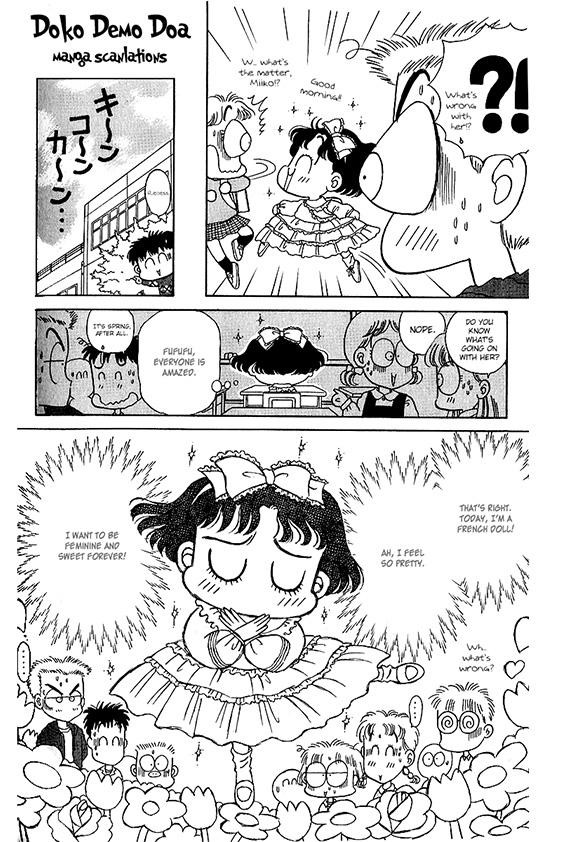 Doko Demo Doa
manga scanlations
?!
What's
wrong
with
her!?
Good
morning!!
W... what's
the matter,
Miiko!?
キ〜ン
コ〜ン
カ〜ン…
DO YOU
KNOW
WHAT'S
GOING ON
WITH HER?
NOPE.
FUFUFU,
EVERYONE IS
AMAZED.
IT'S SPRING,
AFTER ALL.
THAT'S RIGHT.
TODAY, I'M A
FRENCH DOLL!
AH, I FEEL
SO PRETTY.
I WANT TO BE
FEMININE AND
SWEET FOREVER!
Wh...
what's
wrong?